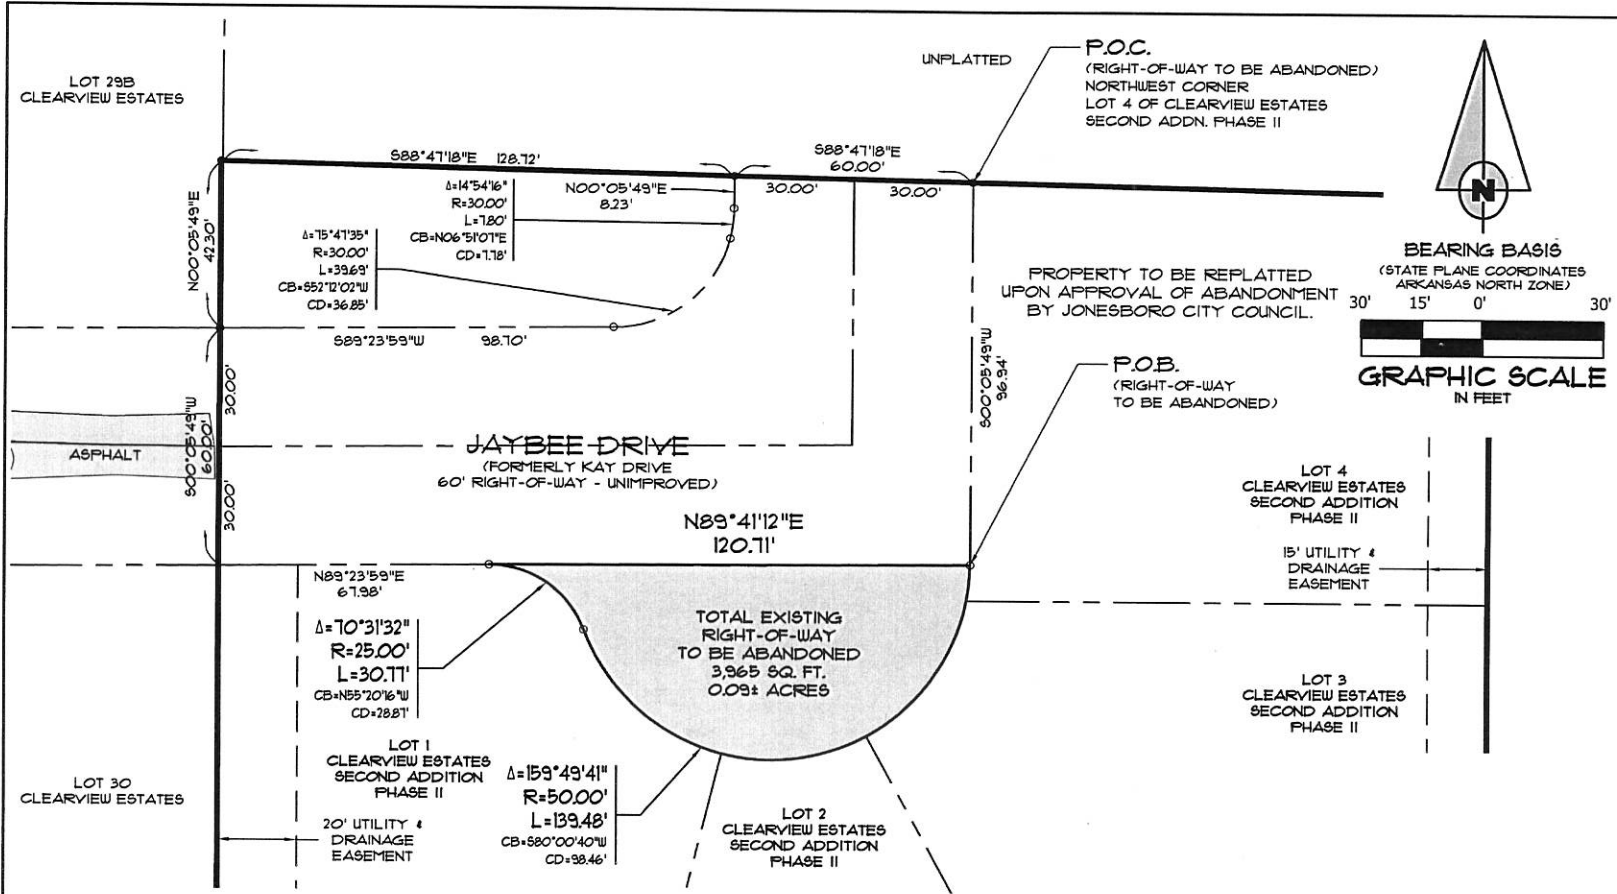 LOT 29B
CLEARVIEW ESTATES
UNPLATTED
P.O.C.
(RIGHT-OF-WAY TO BE ABANDONED)
NORTHWEST CORNER
LOT 4 OF CLEARVIEW ESTATES
SECOND ADDN. PHASE II
N
BEARING BASIS
(STATE PLANE COORDINATES
ARKANSAS NORTH ZONE)
30' 15' 0' 30'
GRAPHIC SCALE
IN FEET
S88°47'18"E 128.72'
S88°47'18"E
60.00'
30.00' 30.00'
Δ=14°54'16"
R=30.00'
L=7.80'
CB=N06°51'07"E
CD=7.78'
N00°05'49"E
8.23'
Δ=75°47'35"
R=30.00'
L=39.69'
CB=S52°12'02"W
CD=36.85'
N00°05'49"E
42.30'
S89°23'59"W 98.70'
PROPERTY TO BE REPLATTED
UPON APPROVAL OF ABANDONMENT
BY JONESBORO CITY COUNCIL.
S00°05'49"W
96.94'
P.O.B.
(RIGHT-OF-WAY
TO BE ABANDONED)
30.00'
S00°05'49"W
60.00'
30.00'
ASPHALT
JAYBEE DRIVE
(FORMERLY KAY DRIVE
60' RIGHT-OF-WAY - UNIMPROVED)
N89°41'12"E
120.71'
LOT 4
CLEARVIEW ESTATES
SECOND ADDITION
PHASE II
15' UTILITY &
DRAINAGE
EASEMENT
N89°23'59"E
67.98'
Δ=70°31'32"
R=25.00'
L=30.77'
CB=N55°20'16"W
CD=28.87'
TOTAL EXISTING
RIGHT-OF-WAY
TO BE ABANDONED
3,965 SQ. FT.
0.09± ACRES
LOT 3
CLEARVIEW ESTATES
SECOND ADDITION
PHASE II
LOT 1
CLEARVIEW ESTATES
SECOND ADDITION
PHASE II
Δ=159°49'41"
R=50.00'
L=139.48'
CB=S80°00'40"W
CD=98.46'
LOT 30
CLEARVIEW ESTATES
20' UTILITY &
DRAINAGE
EASEMENT
LOT 2
CLEARVIEW ESTATES
SECOND ADDITION
PHASE II